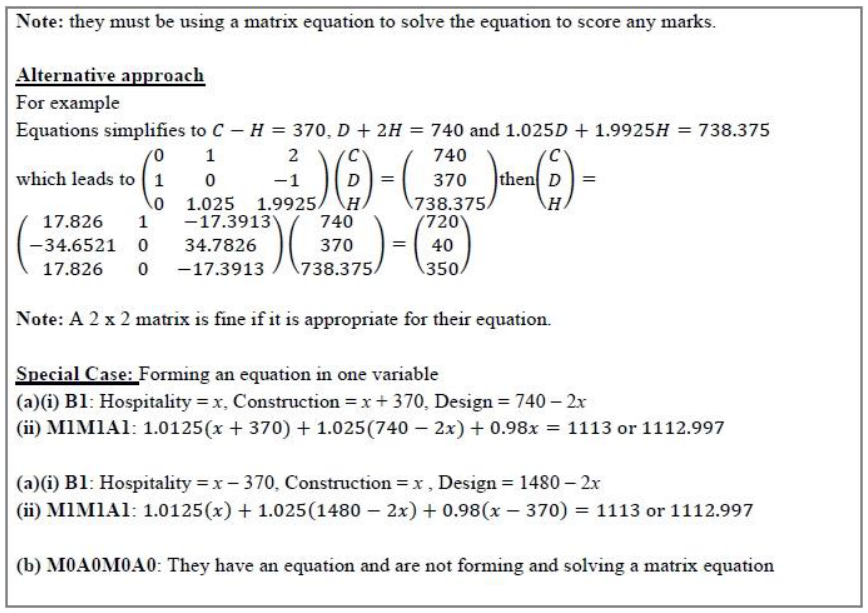 Note: they must be using a matrix equation to solve the equation to score any marks.
Alternative approach
For example
Equations simplifies to C − H = 370, D + 2H = 740 and 1.025D + 1.9925H = 738.375
which leads to (0 1 2; 1 0 −1; 0 1.025 1.9925)(C; D; H) = (740; 370; 738.375) then (C; D; H) =
(17.826 1 −17.3913; −34.6521 0 34.7826; 17.826 0 −17.3913)(740; 370; 738.375) = (720; 40; 350)
Note: A 2 x 2 matrix is fine if it is appropriate for their equation.
Special Case: Forming an equation in one variable
(a)(i) B1: Hospitality = x, Construction = x + 370, Design = 740 – 2x
(ii) M1M1A1: 1.0125(x + 370) + 1.025(740 − 2x) + 0.98x = 1113 or 1112.997
(a)(i) B1: Hospitality = x – 370, Construction = x , Design = 1480 – 2x
(ii) M1M1A1: 1.0125(x) + 1.025(1480 − 2x) + 0.98(x − 370) = 1113 or 1112.997
(b) M0A0M0A0: They have an equation and are not forming and solving a matrix equation